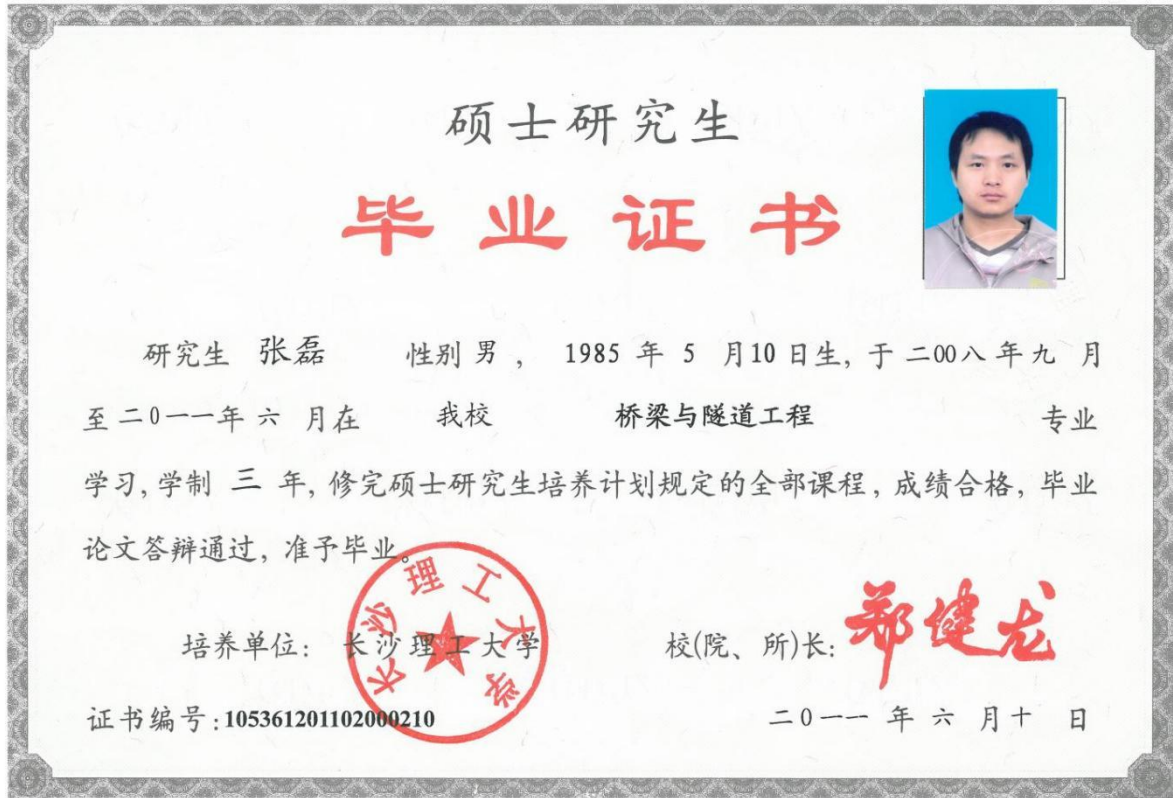 硕士研究生
毕业证书
研究生 张磊 性别 男 , 1985 年 5 月10 日生, 于 二00八 年 九 月
至 二0一一年 六 月在 我校 桥梁与隧道工程 专业
学习, 学制 三 年, 修完硕士研究生培养计划规定的全部课程, 成绩合格, 毕业
论文答辩通过, 准予毕业。
长沙理工大学
培养单位: 长沙理工大学 校(院、所)长: 郑健龙
证书编号:105361201102000210 二0一一 年 六 月 十 日